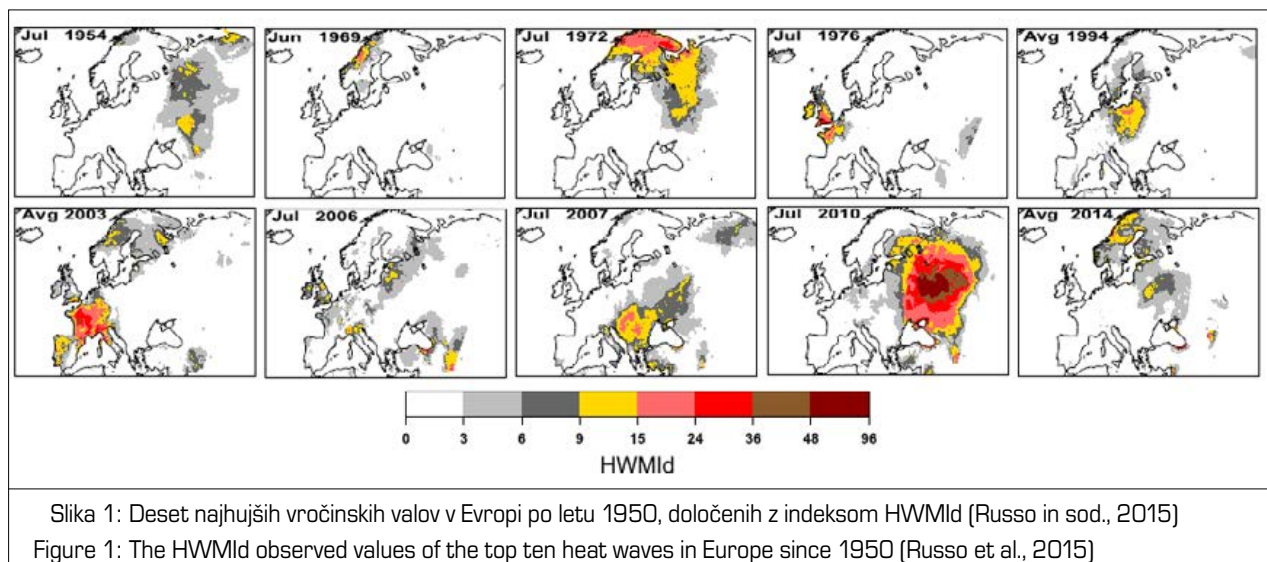 Jul 1954
Jun 1969
Jul 1972
Jul 1976
Avg 1994
Avg 2003
Jul 2006
Jul 2007
Jul 2010
Avg 2014
0 3 6 9 15 24 36 48 96
HWMId
Slika 1: Deset najhujših vročinskih valov v Evropi po letu 1950, določenih z indeksom HWMId (Russo in sod., 2015)
Figure 1: The HWMId observed values of the top ten heat waves in Europe since 1950 (Russo et al., 2015)